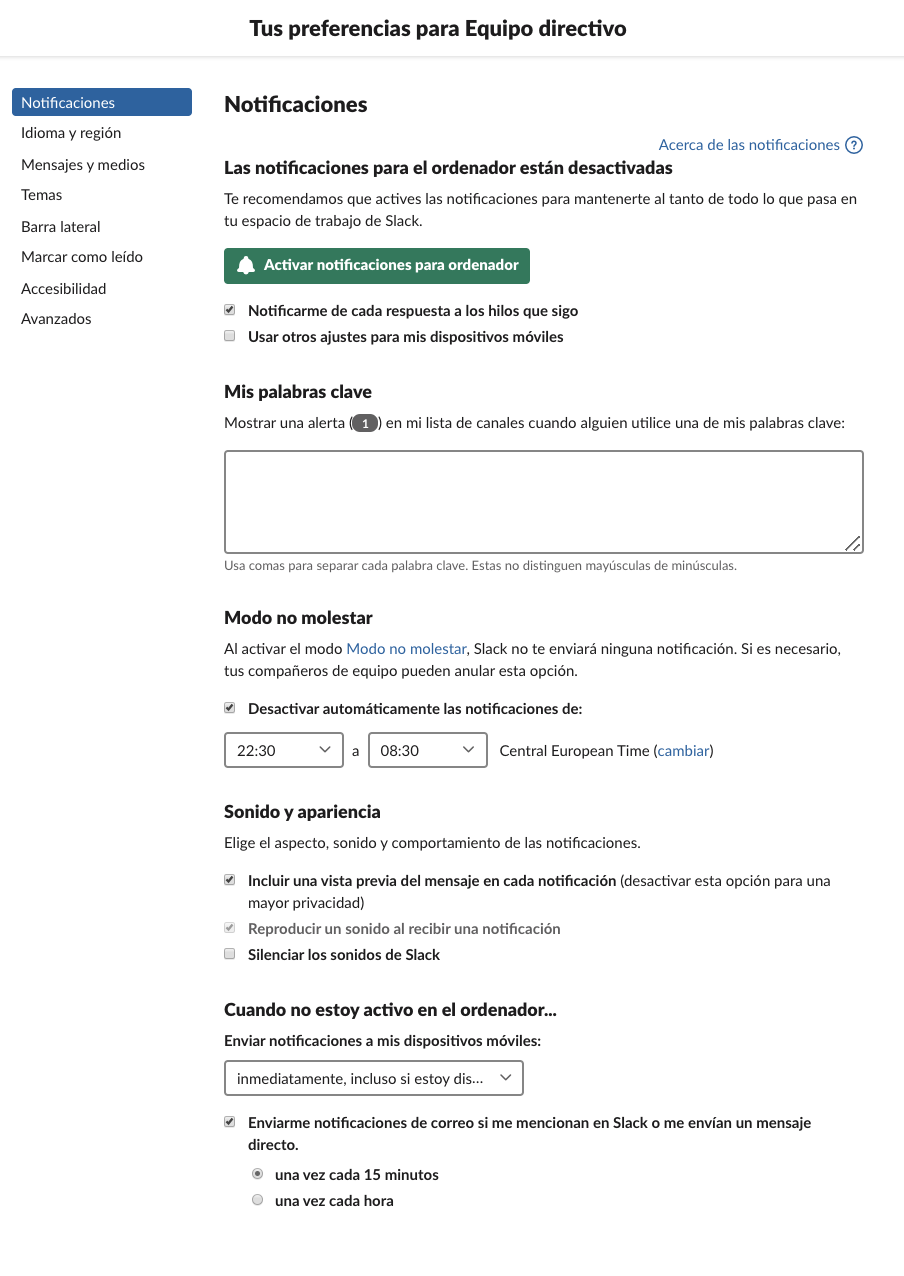 Tus preferencias para Equipo directivo
Notificaciones
Idioma y región
Mensajes y medios
Temas
Barra lateral
Marcar como leído
Accesibilidad
Avanzados
Notificaciones
Acerca de las notificaciones ?
Las notificaciones para el ordenador están desactivadas
Te recomendamos que actives las notificaciones para mantenerte al tanto de todo lo que pasa en
tu espacio de trabajo de Slack.
Activar notificaciones para ordenador
Notificarme de cada respuesta a los hilos que sigo
Usar otros ajustes para mis dispositivos móviles
Mis palabras clave
Mostrar una alerta (1) en mi lista de canales cuando alguien utilice una de mis palabras clave:
Usa comas para separar cada palabra clave. Estas no distinguen mayúsculas de minúsculas.
Modo no molestar
Al activar el modo Modo no molestar, Slack no te enviará ninguna notificación. Si es necesario,
tus compañeros de equipo pueden anular esta opción.
Desactivar automáticamente las notificaciones de:
22:30 a 08:30 Central European Time (cambiar)
Sonido y apariencia
Elige el aspecto, sonido y comportamiento de las notificaciones.
Incluir una vista previa del mensaje en cada notificación (desactivar esta opción para una
mayor privacidad)
Reproducir un sonido al recibir una notificación
Silenciar los sonidos de Slack
Cuando no estoy activo en el ordenador...
Enviar notificaciones a mis dispositivos móviles:
inmediatamente, incluso si estoy dis...
Enviarme notificaciones de correo si me mencionan en Slack o me envían un mensaje
directo.
una vez cada 15 minutos
una vez cada hora